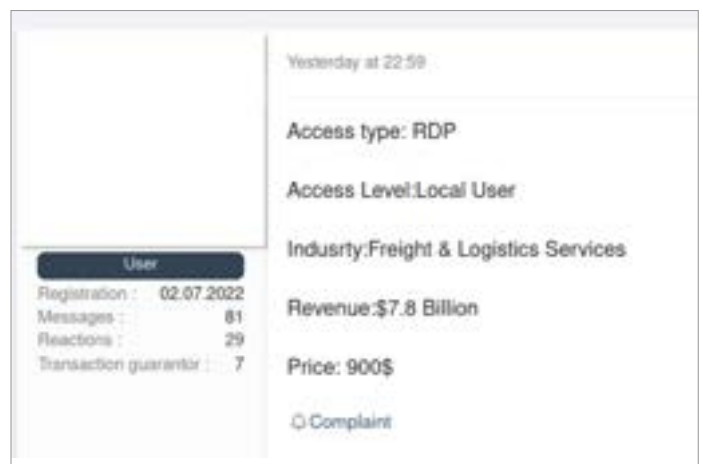 Yesterday at 22:59
Access type: RDP
Access Level:Local User
Indusrty:Freight & Logistics Services
Revenue:$7.8 Billion
Price: 900$
Complaint
User
Registration : 02.07.2022
Messages : 81
Reactions : 29
Transaction guarantor : 7